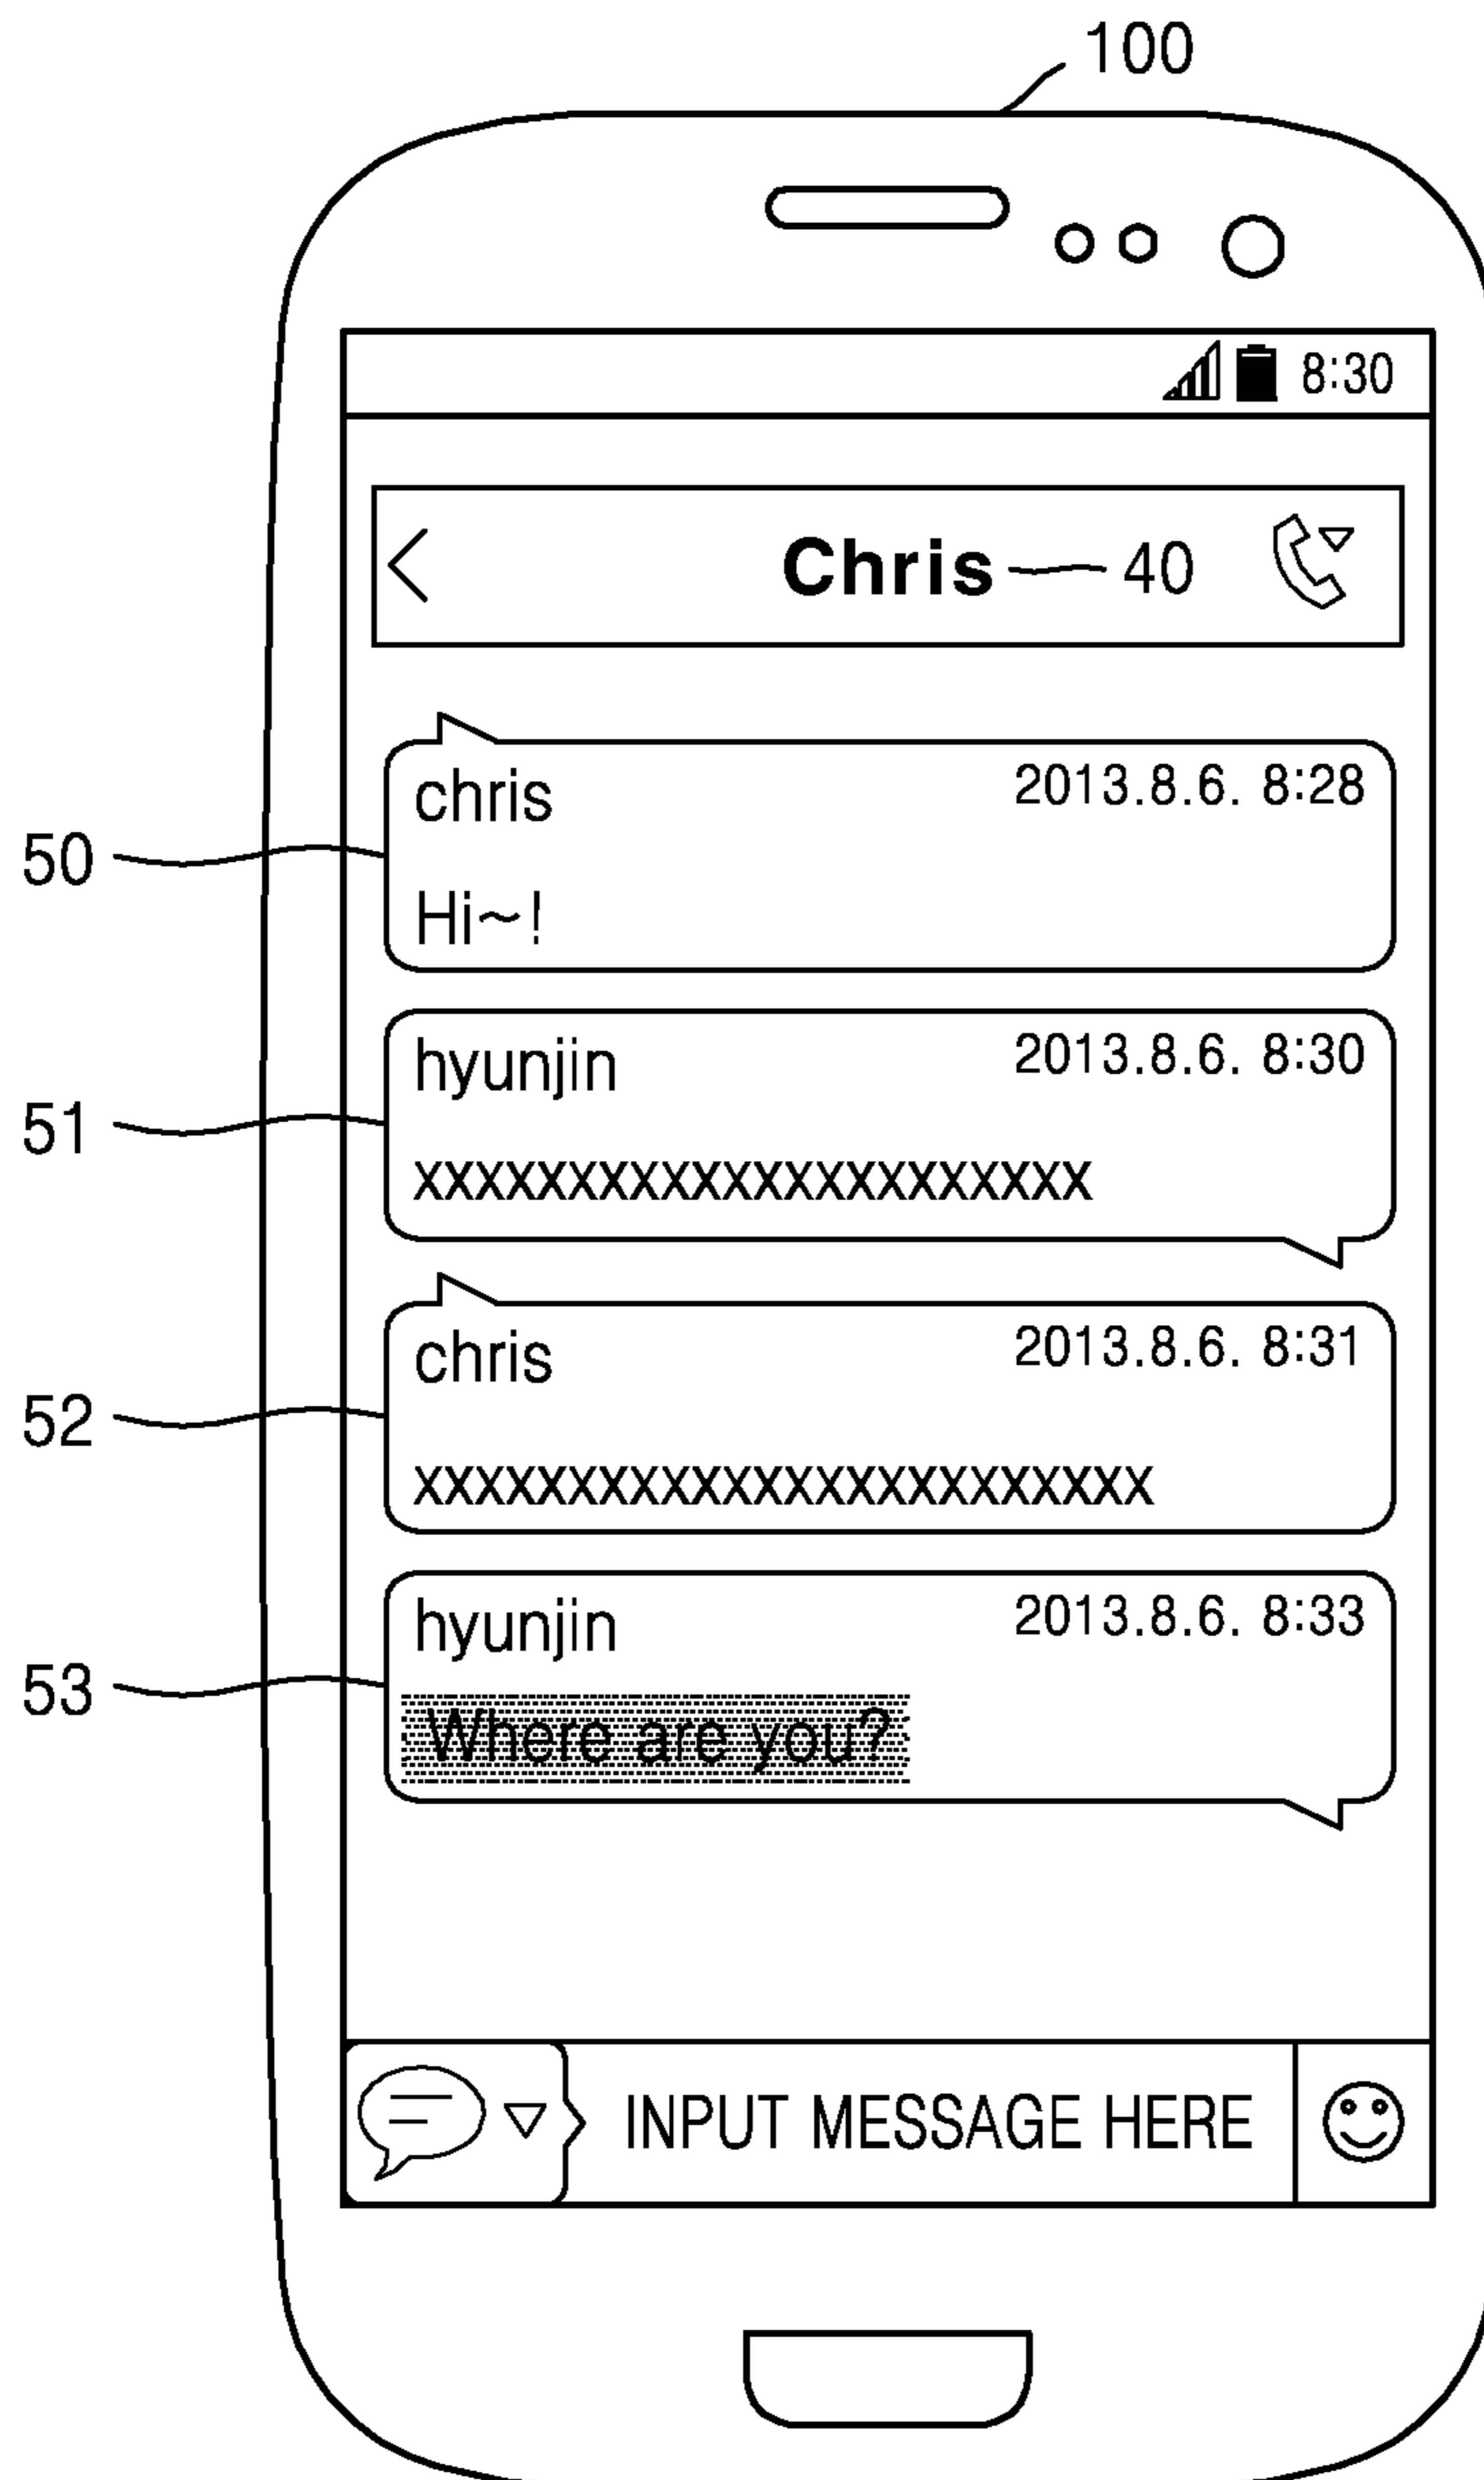 100
8:30
Chris 40
chris 2013.8.6. 8:28
50
Hi~!
hyunjin 2013.8.6. 8:30
51
xxxxxxxxxxxxxxxxxxxxxx
chris 2013.8.6. 8:31
52
xxxxxxxxxxxxxxxxxxxxxxxx
hyunjin 2013.8.6. 8:33
53
Where are you?
INPUT MESSAGE HERE